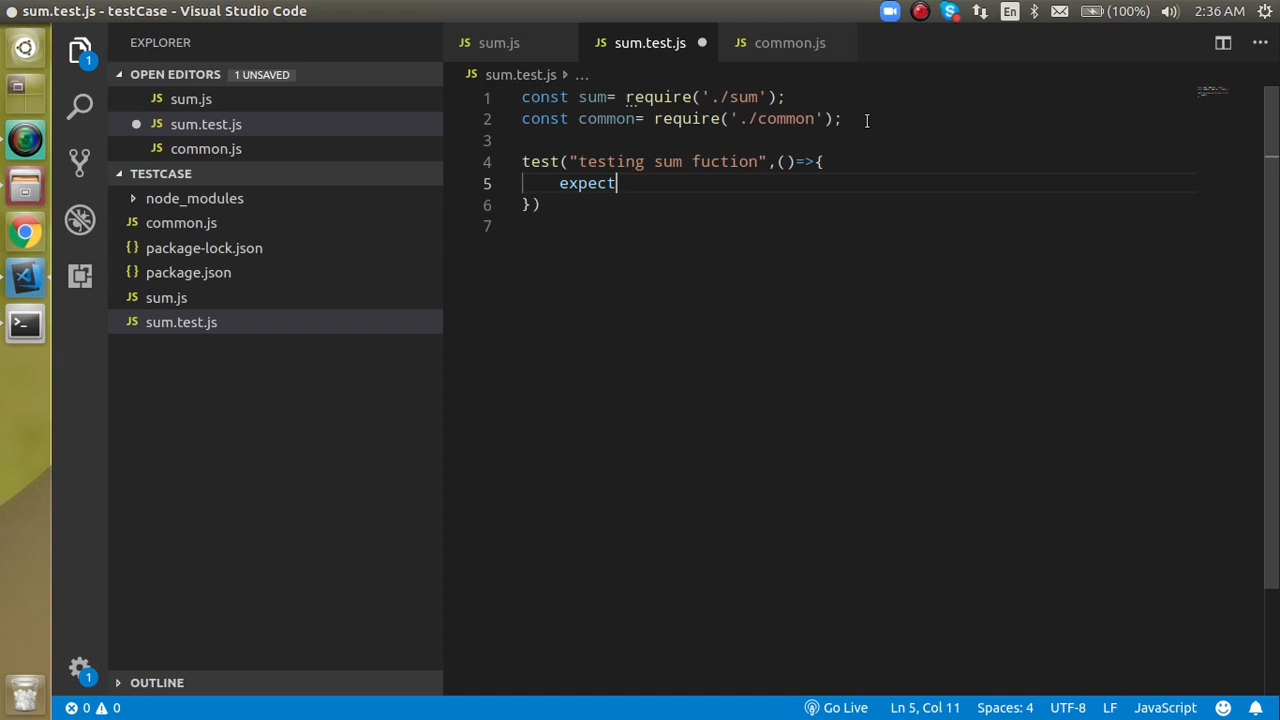 sum.test.js - testCase - Visual Studio Code
En
(100%)
2:36 AM
1
EXPLORER
OPEN EDITORS
1 UNSAVED
JS sum.js
JS sum.test.js
JS common.js
TESTCASE
node_modules
JS common.js
{} package-lock.json
{} package.json
JS sum.js
JS sum.test.js
OUTLINE
1
JS sum.js
JS sum.test.js
JS common.js
JS sum.test.js ...
1 const sum= require('./sum');
2 const common= require('./common');
3
4 test("testing sum fuction",()=>{
5 expect
6 })
7
0 0
Go Live
Ln 5, Col 11
Spaces: 4
UTF-8
LF
JavaScript